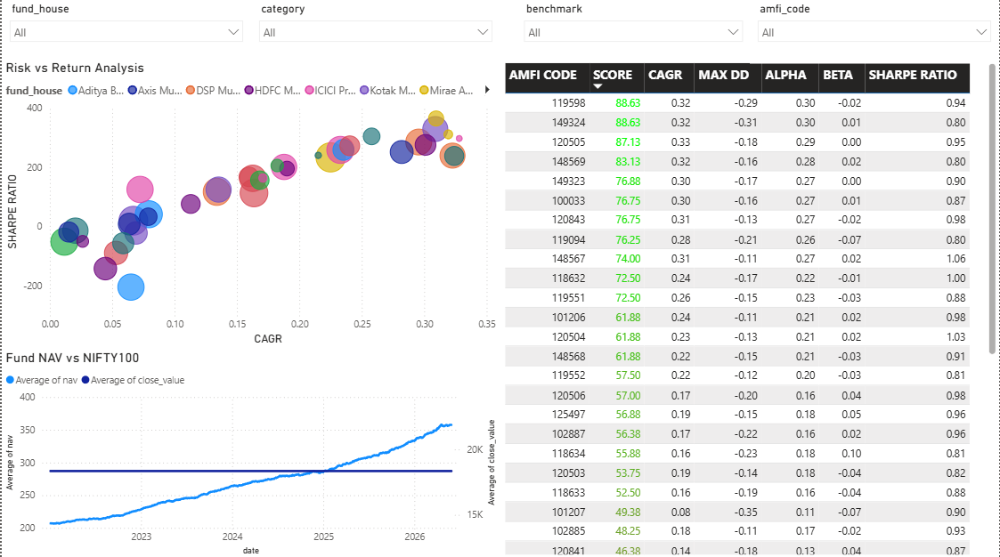 fund_house category benchmark amfi_code
All All All All
Risk vs Return Analysis
fund_house Aditya B... Axis Mu... DSP Mu... HDFC M... ICICI Pr... Kotak M... Mirae A...
SHARPE RATIO
400
200
0
-200
0.00 0.05 0.10 0.15 0.20 0.25 0.30 0.35
CAGR
Fund NAV vs NIFTY100
Average of nav Average of close_value
Average of nav
400
350
300
250
200
20K
15K
Average of close_value
2023 2024 2025 2026
date
AMFI CODE SCORE CAGR MAX DD ALPHA BETA SHARPE RATIO
119598 88.63 0.32 -0.29 0.30 -0.02 0.94
149324 88.63 0.32 -0.31 0.30 0.01 0.80
120505 87.13 0.33 -0.18 0.29 0.00 0.95
148569 83.13 0.32 -0.16 0.28 0.02 0.80
149323 76.88 0.30 -0.17 0.27 0.00 0.90
100033 76.75 0.30 -0.16 0.27 0.01 0.87
120843 76.75 0.31 -0.13 0.27 -0.02 0.98
119094 76.25 0.28 -0.21 0.26 -0.07 0.80
148567 74.00 0.31 -0.11 0.27 0.02 1.06
118632 72.50 0.24 -0.17 0.22 -0.01 1.00
119551 72.50 0.26 -0.15 0.23 -0.03 0.88
101206 61.88 0.24 -0.11 0.21 0.02 0.98
120504 61.88 0.23 -0.13 0.21 0.02 1.03
148568 61.88 0.22 -0.15 0.21 -0.03 0.91
119552 57.50 0.22 -0.12 0.20 -0.03 0.81
120506 57.00 0.17 -0.20 0.16 0.04 0.98
125497 56.88 0.19 -0.15 0.18 0.05 0.96
102887 56.38 0.17 -0.22 0.16 0.02 0.96
118634 55.88 0.16 -0.23 0.18 0.10 0.81
120503 53.75 0.19 -0.14 0.18 -0.04 0.82
118633 52.50 0.16 -0.19 0.16 -0.04 0.88
101207 49.38 0.08 -0.35 0.11 -0.07 0.90
102885 48.25 0.18 -0.11 0.17 -0.02 0.93
120841 46.38 0.14 -0.18 0.13 0.04 0.87